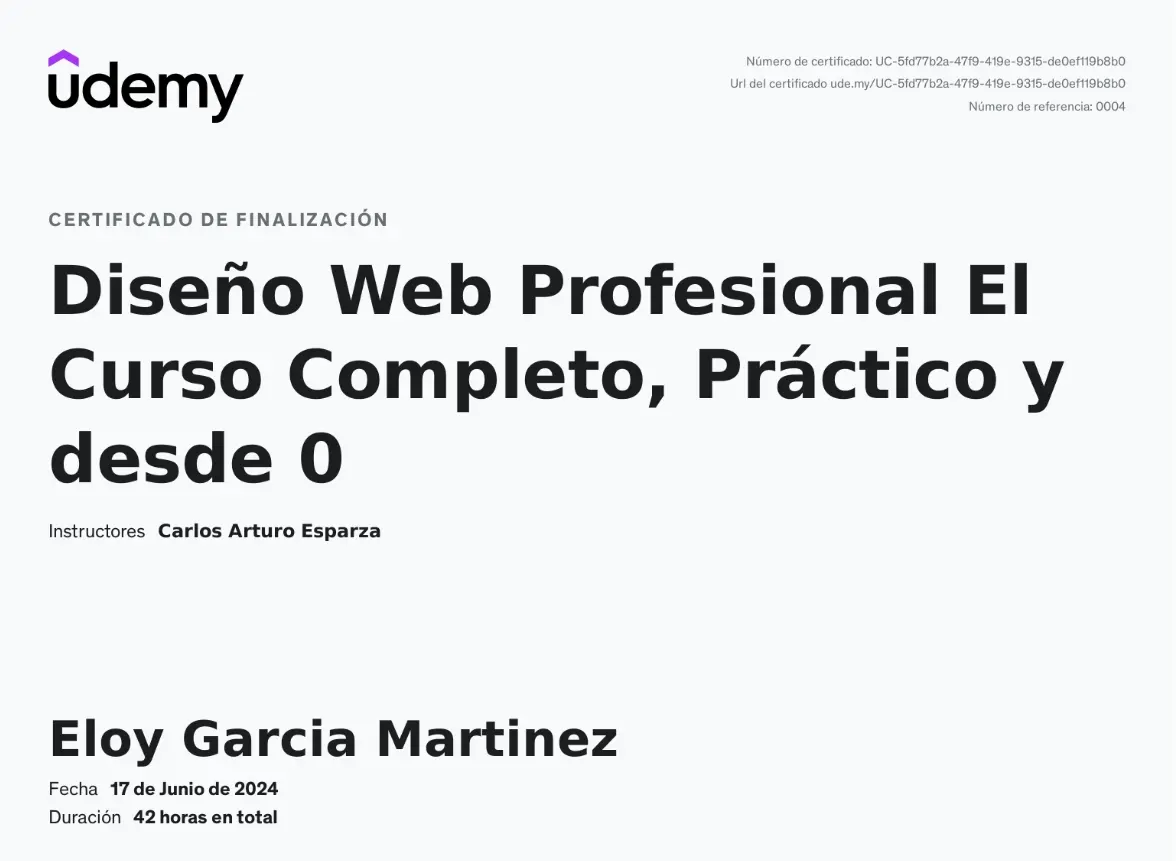 udemy
Número de certificado: UC-5fd77b2a-47f9-419e-9315-de0ef119b8b0
Url del certificado ude.my/UC-5fd77b2a-47f9-419e-9315-de0ef119b8b0
Número de referencia: 0004
CERTIFICADO DE FINALIZACIÓN
Diseño Web Profesional El
Curso Completo, Práctico y
desde 0
Instructores Carlos Arturo Esparza
Eloy Garcia Martinez
Fecha 17 de Junio de 2024
Duración 42 horas en total